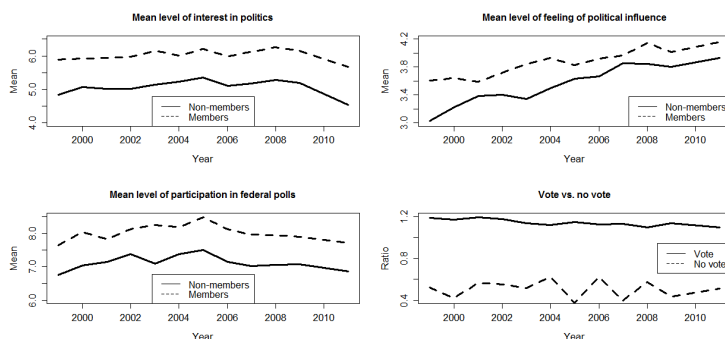 Mean level of interest in politics
Mean
6.0
5.0
4.0
Non-members
Members
2000 2002 2004 2006 2008 2010
Year
Mean level of feeling of political influence
Mean
4.2
3.8
3.4
3.0
Non-members
Members
2000 2002 2004 2006 2008 2010
Year
Mean level of participation in federal polls
Mean
8.0
7.0
6.0
Non-members
Members
2000 2002 2004 2006 2008 2010
Year
Vote vs. no vote
Ratio
1.2
0.8
0.4
Vote
No vote
2000 2002 2004 2006 2008 2010
Year